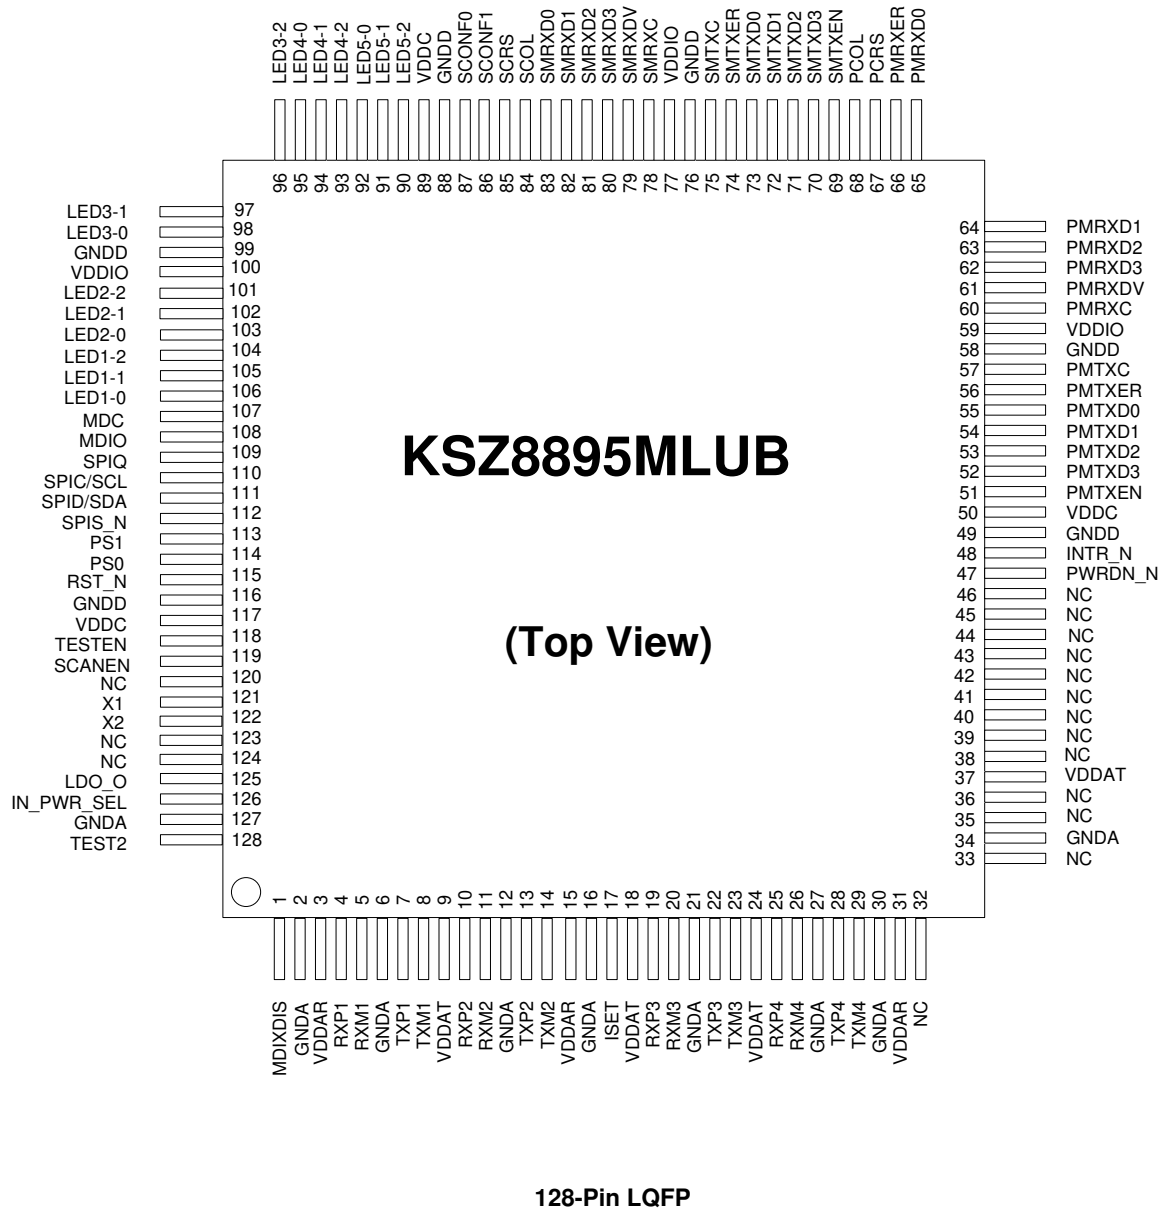 LED3-2
LED4-0
LED4-1
LED4-2
LED5-0
LED5-1
LED5-2
VDDC
GNDD
SCONF0
SCONF1
SCRS
SCOL
SMRXD0
SMRXD1
SMRXD2
SMRXD3
SMRXDV
SMRXC
VDDIO
GNDD
SMTXC
SMTXER
SMTXD0
SMTXD1
SMTXD2
SMTXD3
SMTXEN
PCOL
PCRS
PMRXER
PMRXD0
96
95
94
93
92
91
90
89
88
87
86
85
84
83
82
81
80
79
78
77
76
75
74
73
72
71
70
69
68
67
66
65
LED3-1 97
LED3-0 98
GNDD 99
VDDIO 100
LED2-2 101
LED2-1 102
LED2-0 103
LED1-2 104
LED1-1 105
LED1-0 106
MDC 107
MDIO 108
SPIQ 109
SPIC/SCL 110
SPID/SDA 111
SPIS_N 112
PS1 113
PS0 114
RST_N 115
GNDD 116
VDDC 117
TESTEN 118
SCANEN 119
NC 120
X1 121
X2 122
NC 123
NC 124
LDO_O 125
IN_PWR_SEL 126
GNDA 127
TEST2 128
KSZ8895MLUB
(Top View)
64 PMRXD1
63 PMRXD2
62 PMRXD3
61 PMRXDV
60 PMRXC
59 VDDIO
58 GNDD
57 PMTXC
56 PMTXER
55 PMTXD0
54 PMTXD1
53 PMTXD2
52 PMTXD3
51 PMTXEN
50 VDDC
49 GNDD
48 INTR_N
47 PWRDN_N
46 NC
45 NC
44 NC
43 NC
42 NC
41 NC
40 NC
39 NC
38 NC
37 VDDAT
36 NC
35 NC
34 GNDA
33 NC
1
2
3
4
5
6
7
8
9
10
11
12
13
14
15
16
17
18
19
20
21
22
23
24
25
26
27
28
29
30
31
32
MDIXDIS
GNDA
VDDAR
RXP1
RXM1
GNDA
TXP1
TXM1
VDDAT
RXP2
RXM2
GNDA
TXP2
TXM2
VDDAR
GNDA
ISET
VDDAT
RXP3
RXM3
GNDA
TXP3
TXM3
VDDAT
RXP4
RXM4
GNDA
TXP4
TXM4
GNDA
VDDAR
NC
128-Pin LQFP